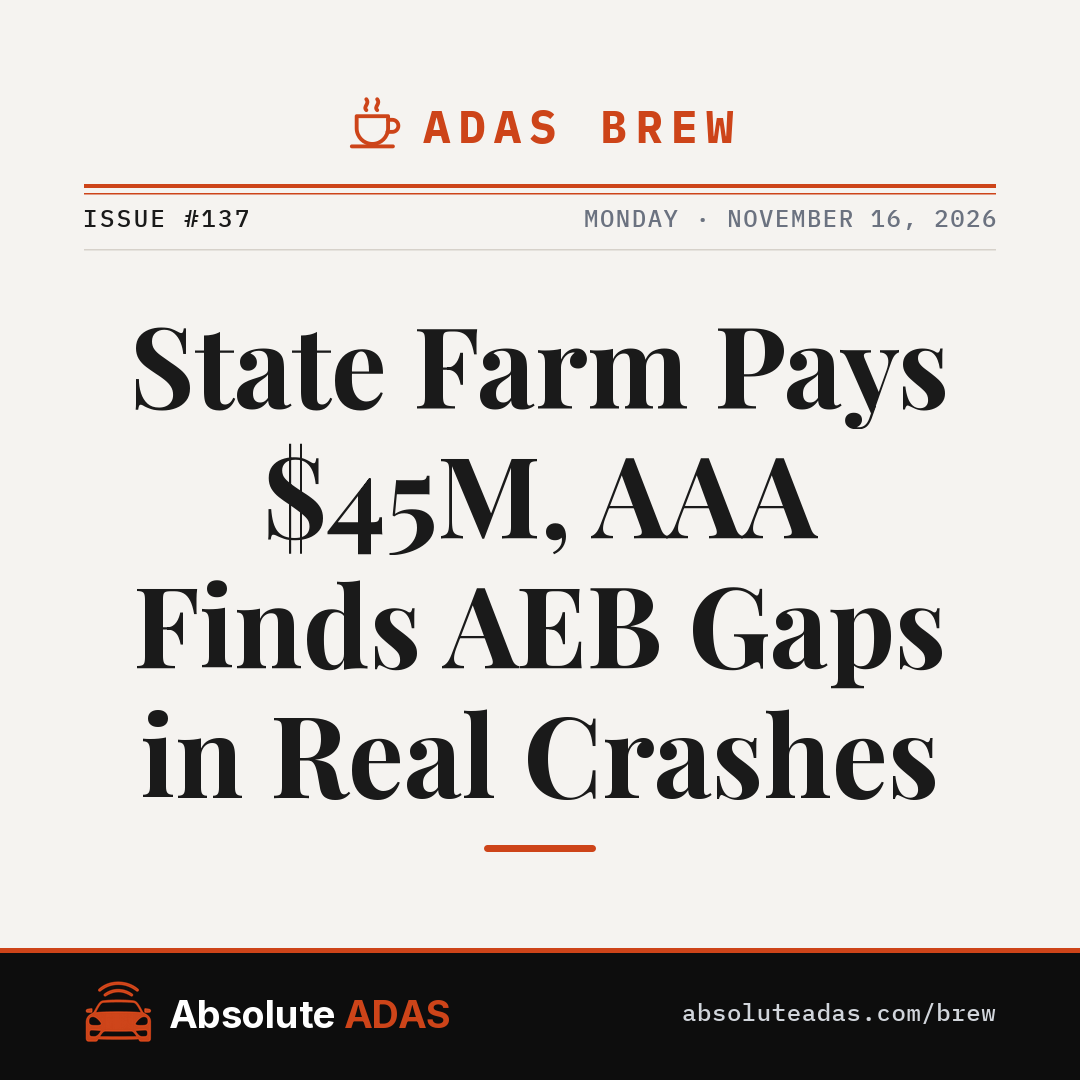 ADAS BREW
ISSUE #137
MONDAY · NOVEMBER 16, 2026
State Farm Pays
$45M, AAA
Finds AEB Gaps
in Real Crashes
Absolute ADAS
absoluteadas.com/brew